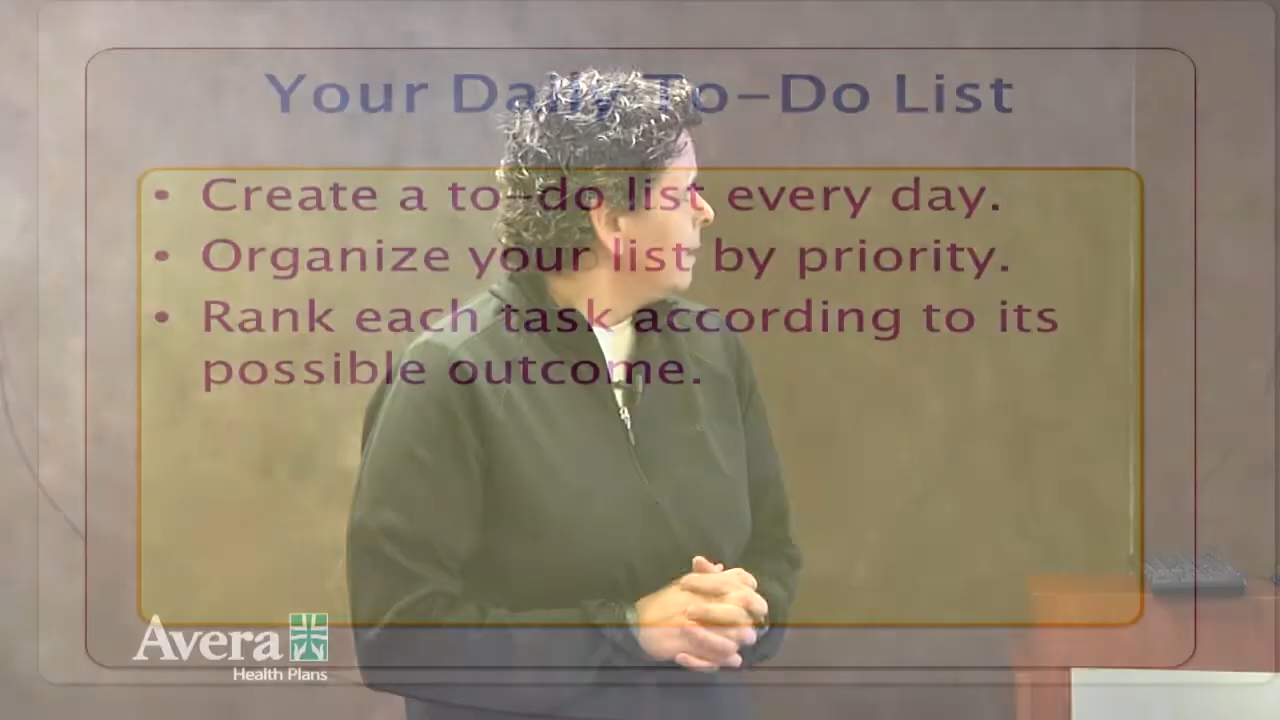 Your Daily To-Do List
• Create a to-do list every day.
• Organize your list by priority.
• Rank each task according to its
possible outcome.
Avera
Health Plans